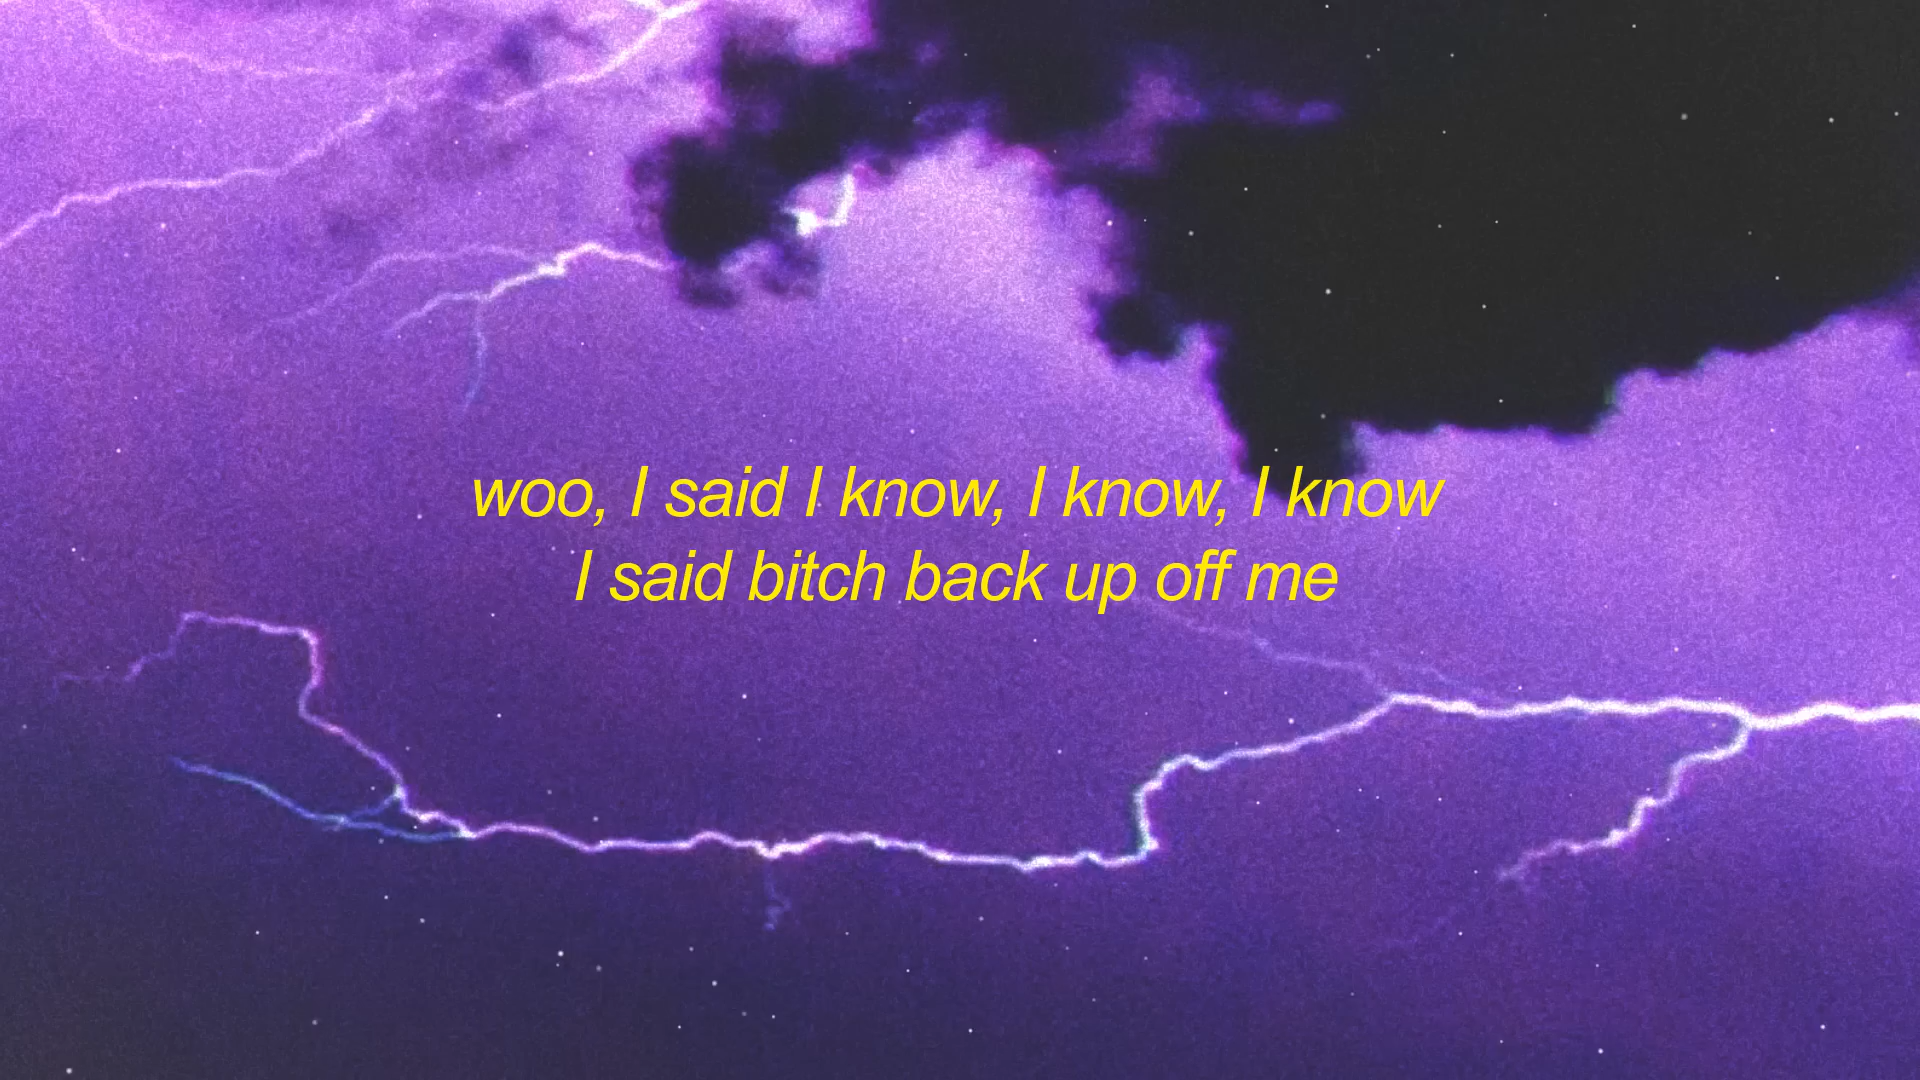 woo, I said I know, I know, I know
I said bitch back up off me